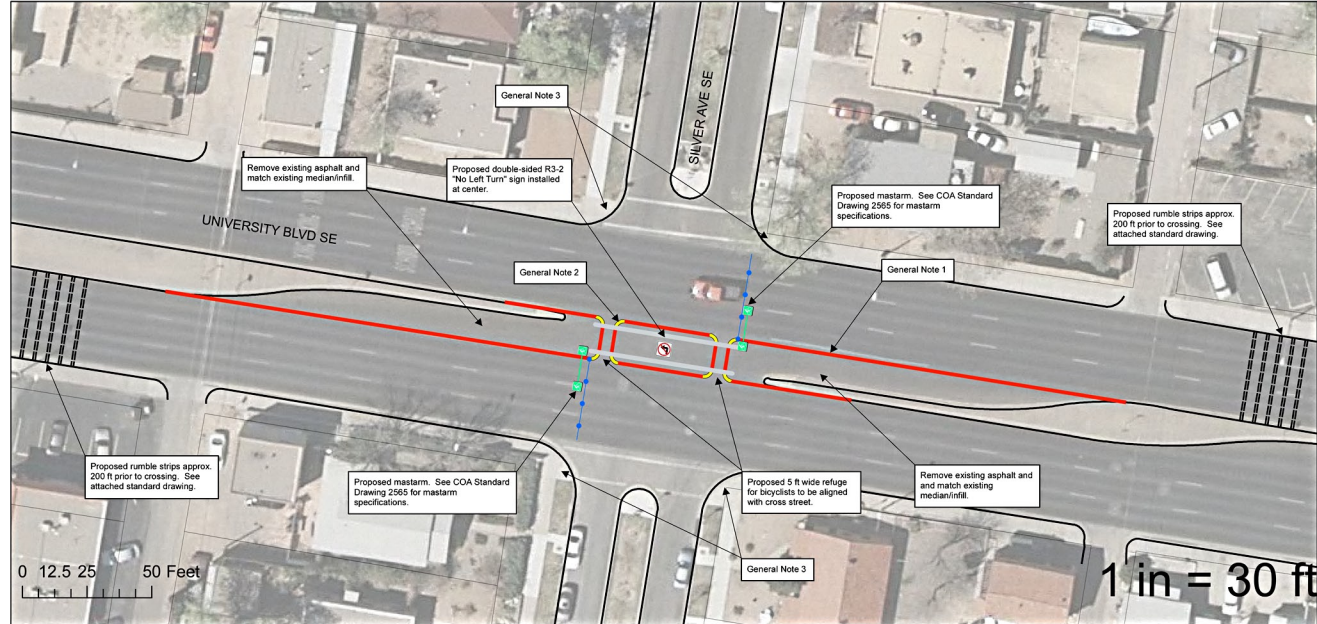 General Note 3
SILVER AVE SE
Remove existing asphalt and
match existing median/infill.
Proposed double-sided R3-2
"No Left Turn" sign installed
at center.
Proposed mastarm. See COA Standard
Drawing 2565 for mastarm
specifications.
Proposed rumble strips approx.
200 ft prior to crossing. See
attached standard drawing.
UNIVERSITY BLVD SE
General Note 2
General Note 1
Proposed rumble strips approx.
200 ft prior to crossing. See
attached standard drawing.
Proposed mastarm. See COA Standard
Drawing 2565 for mastarm
specifications.
Proposed 5 ft wide refuge
for bicyclists to be aligned
with cross street.
Remove existing asphalt and
and match existing
median/infill.
General Note 3
0 12.5 25 50 Feet
1 in = 30 ft